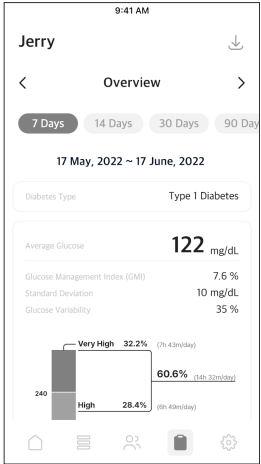 9:41 AM
Jerry
Overview
7 Days 14 Days 30 Days 90 Day
17 May, 2022 ~ 17 June, 2022
Diabetes Type Type 1 Diabetes
Average Glucose 122 mg/dL
Glucose Management Index (GMI) 7.6 %
Standard Deviation 10 mg/dL
Glucose Variability 35 %
Very High 32.2% (7h 43m/day)
60.6% (14h 32m/day)
240
High 28.4% (6h 49m/day)